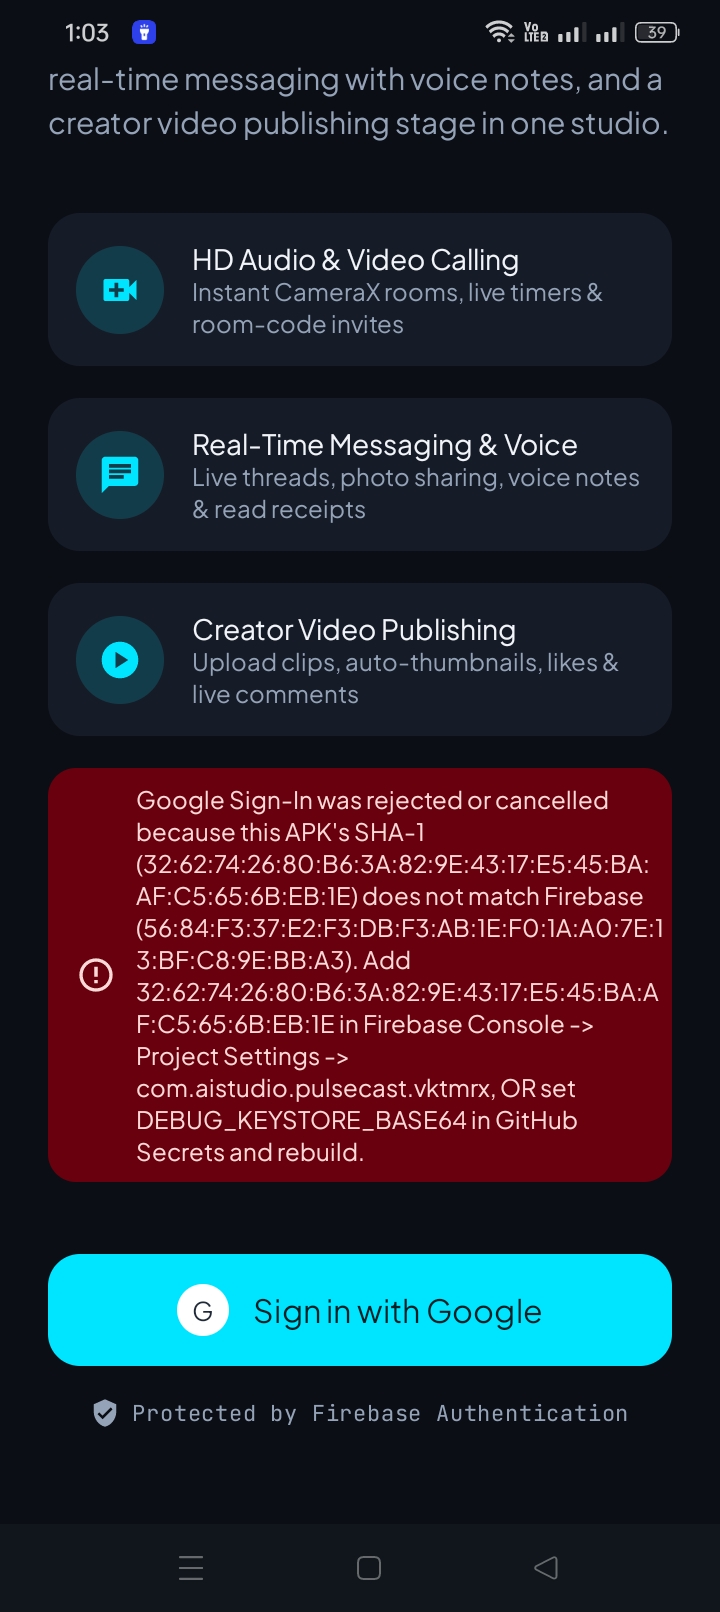 1:03
Vo
LTE2
39
real-time messaging with voice notes, and a
creator video publishing stage in one studio.
HD Audio & Video Calling
Instant CameraX rooms, live timers &
room-code invites
Real-Time Messaging & Voice
Live threads, photo sharing, voice notes
& read receipts
Creator Video Publishing
Upload clips, auto-thumbnails, likes &
live comments
Google Sign-In was rejected or cancelled
because this APK's SHA-1
(32:62:74:26:80:B6:3A:82:9E:43:17:E5:45:BA:
AF:C5:65:6B:EB:1E) does not match Firebase
(56:84:F3:37:E2:F3:DB:F3:AB:1E:F0:1A:A0:7E:1
3:BF:C8:9E:BB:A3). Add
32:62:74:26:80:B6:3A:82:9E:43:17:E5:45:BA:A
F:C5:65:6B:EB:1E in Firebase Console ->
Project Settings ->
com.aistudio.pulsecast.vktmrx, OR set
DEBUG_KEYSTORE_BASE64 in GitHub
Secrets and rebuild.
G Sign in with Google
Protected by Firebase Authentication